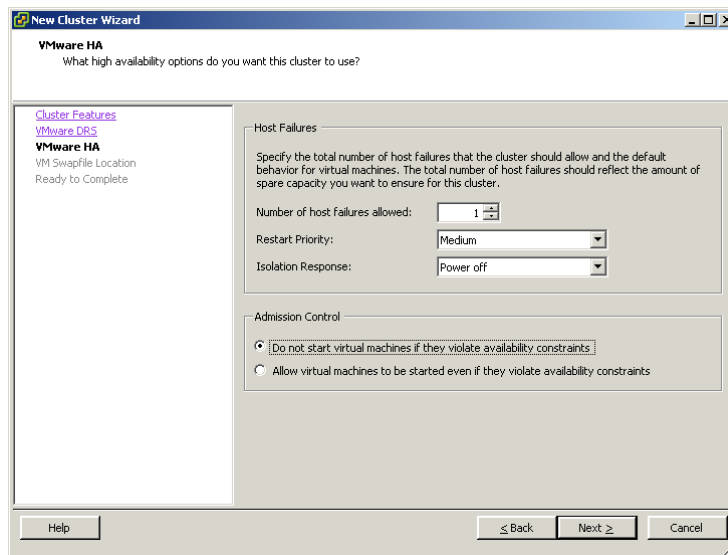 New Cluster Wizard
VMware HA
What high availability options do you want this cluster to use?
Cluster Features
VMware DRS
VMware HA
VM Swapfile Location
Ready to Complete
Host Failures
Specify the total number of host failures that the cluster should allow and the default
behavior for virtual machines. The total number of host failures should reflect the amount of
spare capacity you want to ensure for this cluster.
Number of host failures allowed: 1
Restart Priority: Medium
Isolation Response: Power off
Admission Control
Do not start virtual machines if they violate availability constraints
Allow virtual machines to be started even if they violate availability constraints
Help
< Back
Next >
Cancel